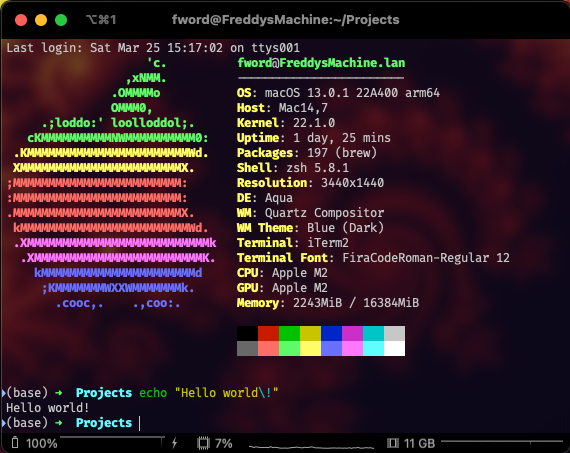 ⌥⌘1 fword@FreddysMachine:~/Projects
Last login: Sat Mar 25 15:17:02 on ttys001
'c. fword@FreddysMachine.lan
,xNMM. ------------------------
.OMMMMo OS: macOS 13.0.1 22A400 arm64
OMMM0, Host: Mac14,7
.;loddo:' loolloddol;. Kernel: 22.1.0
cKMMMMMMMMMMNWMMMMMMMMMM0: Uptime: 1 day, 25 mins
.KMMMMMMMMMMMMMMMMMMMMMMMWd. Packages: 197 (brew)
XMMMMMMMMMMMMMMMMMMMMMMMX. Shell: zsh 5.8.1
;MMMMMMMMMMMMMMMMMMMMMMMM: Resolution: 3440x1440
:MMMMMMMMMMMMMMMMMMMMMMMM: DE: Aqua
.MMMMMMMMMMMMMMMMMMMMMMMMX. WM: Quartz Compositor
kMMMMMMMMMMMMMMMMMMMMMMMMWd. WM Theme: Blue (Dark)
.XMMMMMMMMMMMMMMMMMMMMMMMMMMk Terminal: iTerm2
.XMMMMMMMMMMMMMMMMMMMMMMMMK. Terminal Font: FiraCodeRoman-Regular 12
kMMMMMMMMMMMMMMMMMMMMMMd CPU: Apple M2
;KMMMMMMMWXXWMMMMMMMk. GPU: Apple M2
.cooc,. .,coo:. Memory: 2243MiB / 16384MiB
(base) ➜ Projects echo "Hello world\!"
Hello world!
(base) ➜ Projects
100% 7% 11 GB